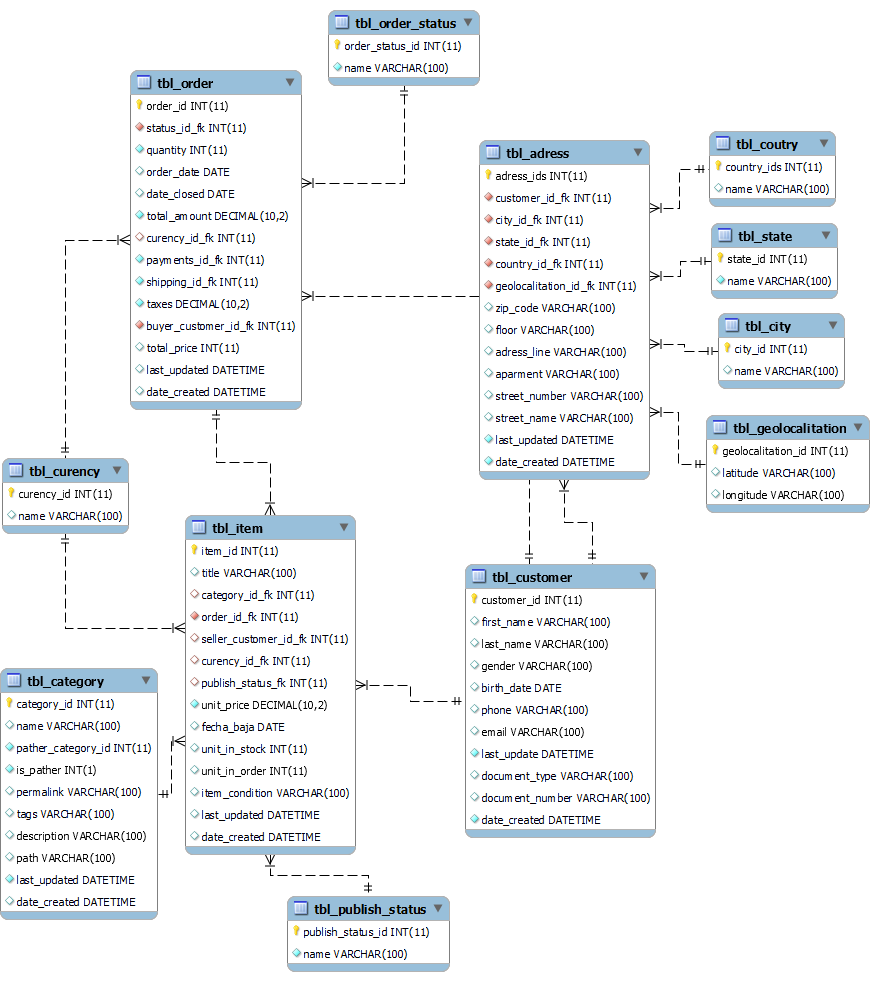 tbl_order_status
order_status_id INT(11)
name VARCHAR(100)
tbl_order
order_id INT(11)
status_id_fk INT(11)
quantity INT(11)
order_date DATE
date_closed DATE
total_amount DECIMAL(10,2)
curency_id_fk INT(11)
payments_id_fk INT(11)
shipping_id_fk INT(11)
taxes DECIMAL(10,2)
buyer_customer_id_fk INT(11)
total_price INT(11)
last_updated DATETIME
date_created DATETIME
tbl_adress
adress_ids INT(11)
customer_id_fk INT(11)
city_id_fk INT(11)
state_id_fk INT(11)
country_id_fk INT(11)
geolocalitation_id_fk INT(11)
zip_code VARCHAR(100)
floor VARCHAR(100)
adress_line VARCHAR(100)
aparment VARCHAR(100)
street_number VARCHAR(100)
street_name VARCHAR(100)
last_updated DATETIME
date_created DATETIME
tbl_coutry
country_ids INT(11)
name VARCHAR(100)
tbl_state
state_id INT(11)
name VARCHAR(100)
tbl_city
city_id INT(11)
name VARCHAR(100)
tbl_geolocalitation
geolocalitation_id INT(11)
latitude VARCHAR(100)
longitude VARCHAR(100)
tbl_curency
curency_id INT(11)
name VARCHAR(100)
tbl_item
item_id INT(11)
title VARCHAR(100)
category_id_fk INT(11)
order_id_fk INT(11)
seller_customer_id_fk INT(11)
curency_id_fk INT(11)
publish_status_fk INT(11)
unit_price DECIMAL(10,2)
fecha_baja DATE
unit_in_stock INT(11)
unit_in_order INT(11)
item_condition VARCHAR(100)
last_updated DATETIME
date_created DATETIME
tbl_customer
customer_id INT(11)
first_name VARCHAR(100)
last_name VARCHAR(100)
gender VARCHAR(100)
birth_date DATE
phone VARCHAR(100)
email VARCHAR(100)
last_update DATETIME
document_type VARCHAR(100)
document_number VARCHAR(100)
date_created DATETIME
tbl_category
category_id INT(11)
name VARCHAR(100)
pather_category_id INT(11)
is_pather INT(1)
permalink VARCHAR(100)
tags VARCHAR(100)
description VARCHAR(100)
path VARCHAR(100)
last_updated DATETIME
date_created DATETIME
tbl_publish_status
publish_status_id INT(11)
name VARCHAR(100)